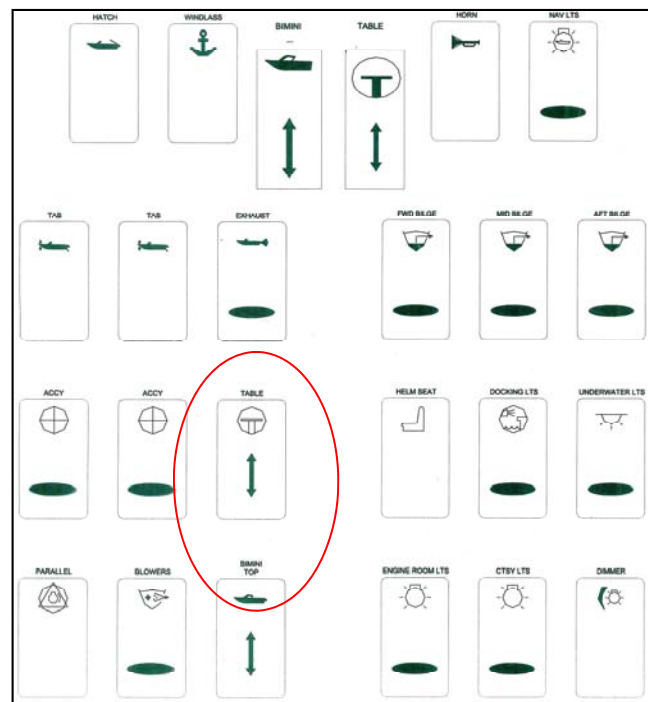 HATCH
WINDLASS
BIMINI
TABLE
HORN
NAV LTS
TAB
TAB
EXHAUST
FWD BILGE
MID BILGE
AFT BILGE
ACCY
ACCY
TABLE
HELM SEAT
DOCKING LTS
UNDERWATER LTS
PARALLEL
BLOWERS
BIMINI
TOP
ENGINE ROOM LTS
CTSY LTS
DIMMER